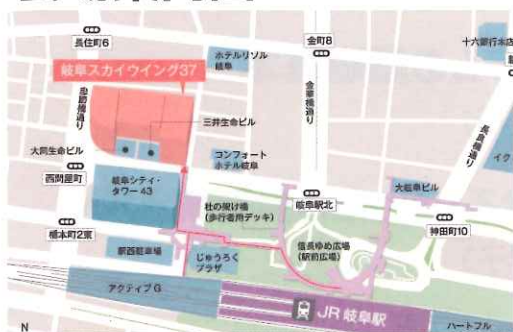 長住町6
金町8
十六銀行本店
ホテルリソル
岐阜
岐阜スカイウイング37
忠節橋通り
金華橋通り
長良橋通り
三井生命ビル
大同生命ビル
コンフォート
ホテル岐阜
イク
西問屋町
岐阜シティ・
タワー43
杜の架け橋
(歩行者用デッキ)
岐阜駅北
大岐阜ビル
神田町10
橋本町2東
信長ゆめ広場
(駅前広場)
駅西駐車場
じゅうろく
プラザ
アクティブG
JR岐阜駅
ハートフル
N